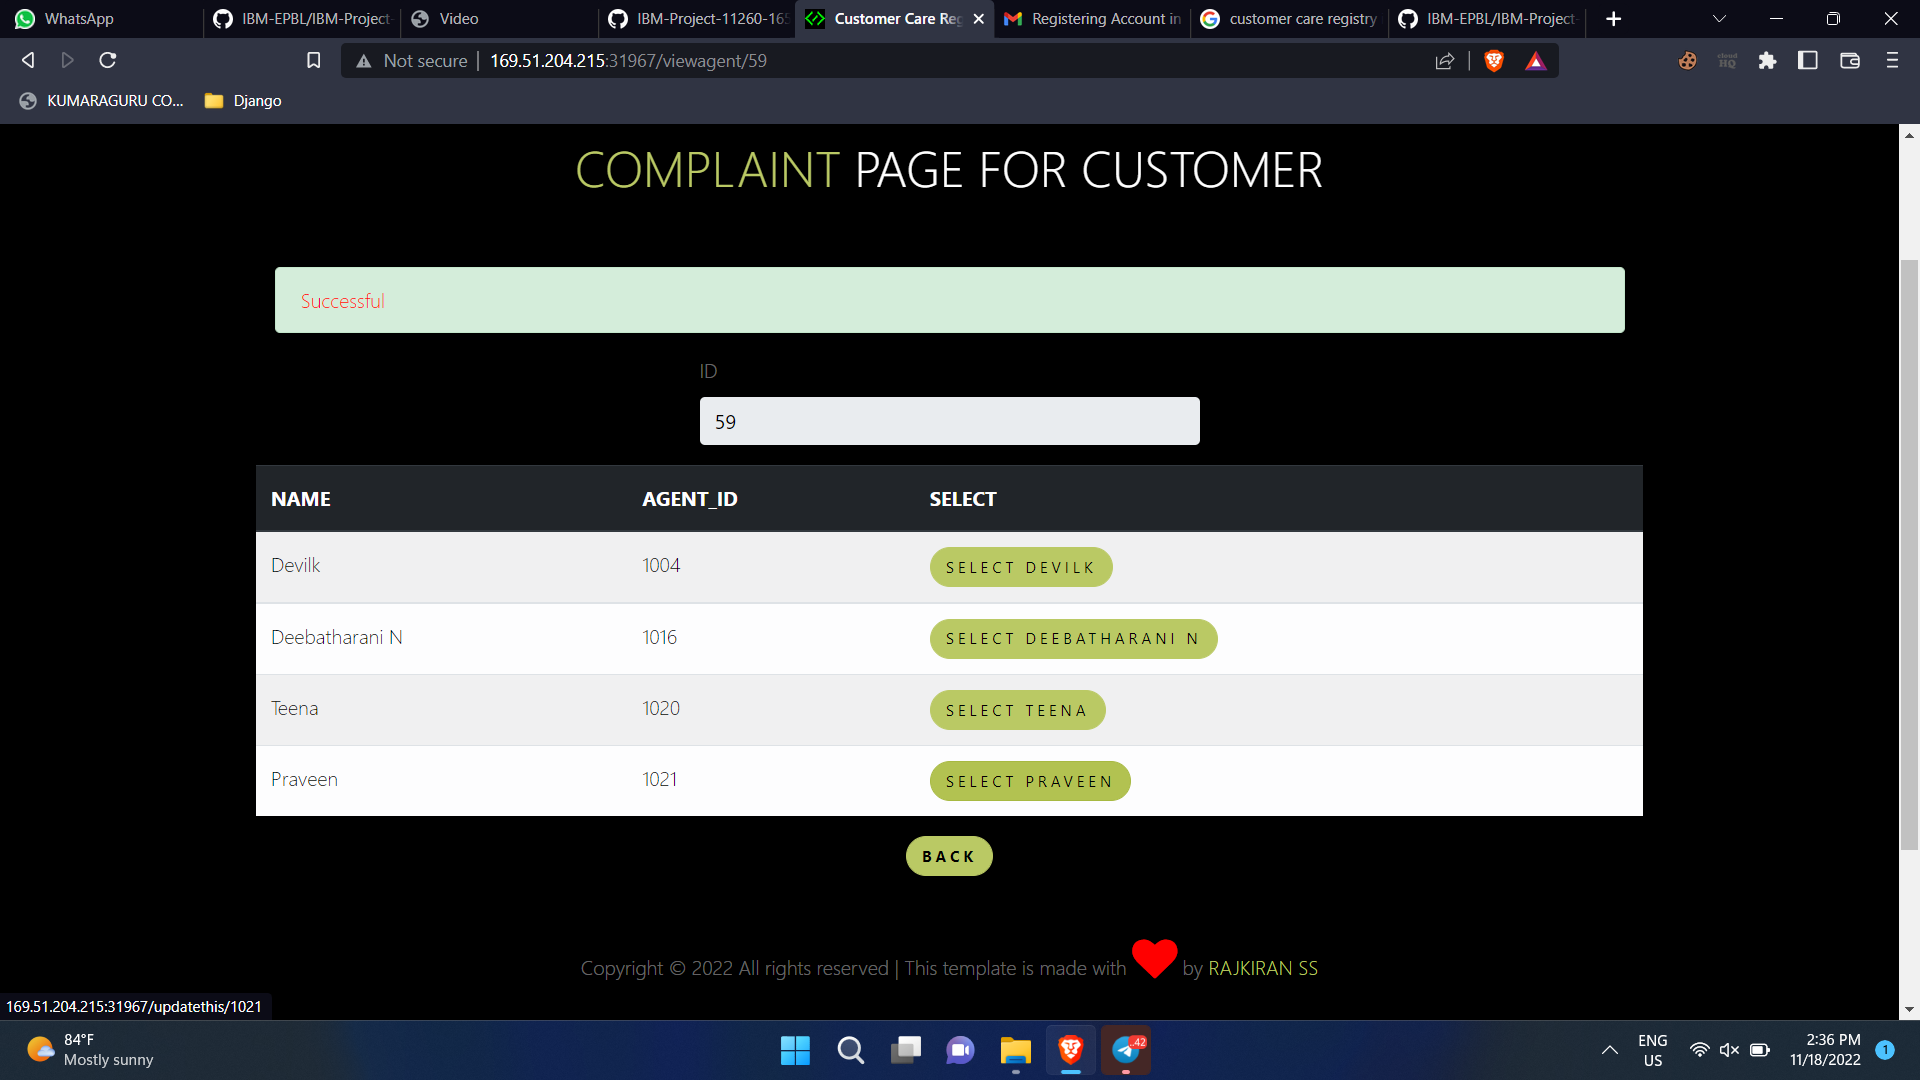 WhatsApp
IBM-EPBL/IBM-Project-
Video
IBM-Project-11260-165
Customer Care Reg
Registering Account in
customer care registry
IBM-EPBL/IBM-Project-
Not secure
169.51.204.215:31967/viewagent/59
cloud HQ
KUMARAGURU CO...
Django
COMPLAINT PAGE FOR CUSTOMER
Successful
ID
59
NAME AGENT_ID SELECT
Devilk 1004 SELECT DEVILK
Deebatharani N 1016 SELECT DEEBATHARANI N
Teena 1020 SELECT TEENA
Praveen 1021 SELECT PRAVEEN
BACK
Copyright © 2022 All rights reserved | This template is made with by RAJKIRAN SS
169.51.204.215:31967/updatethis/1021
84°F
Mostly sunny
42
ENG
US
2:36 PM
11/18/2022
1